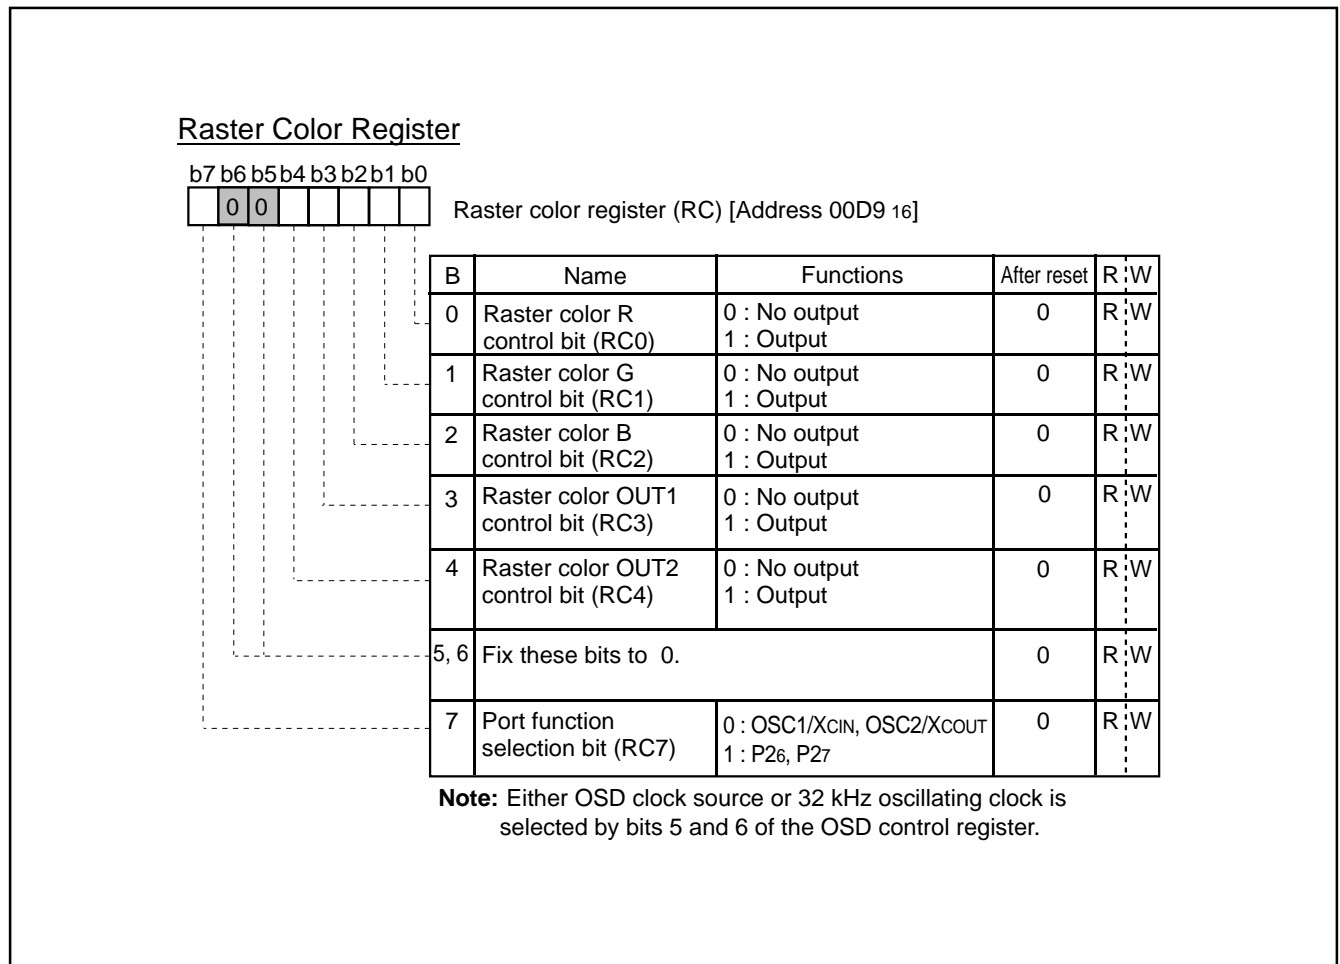 Raster Color Register
b7 b6 b5 b4 b3 b2 b1 b0
0 0
Raster color register (RC) [Address 00D9 16]
B Name Functions After reset R W
0 Raster color R control bit (RC0) 0 : No output 1 : Output 0 R W
1 Raster color G control bit (RC1) 0 : No output 1 : Output 0 R W
2 Raster color B control bit (RC2) 0 : No output 1 : Output 0 R W
3 Raster color OUT1 control bit (RC3) 0 : No output 1 : Output 0 R W
4 Raster color OUT2 control bit (RC4) 0 : No output 1 : Output 0 R W
5, 6 Fix these bits to 0. 0 R W
7 Port function selection bit (RC7) 0 : OSC1/XCIN, OSC2/XCOUT 1 : P26, P27 0 R W
Note: Either OSD clock source or 32 kHz oscillating clock is
selected by bits 5 and 6 of the OSD control register.